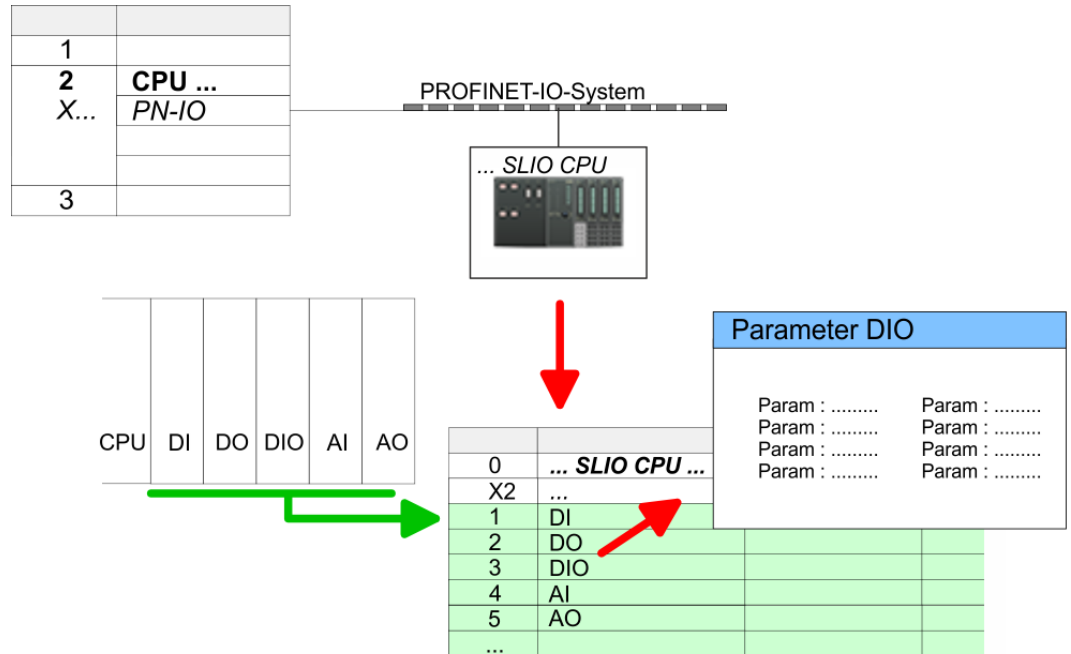 1
2 CPU ...
X... PN-IO
3
PROFINET-IO-System
... SLIO CPU
CPU DI DO DIO AI AO
Parameter DIO
Param : ......... Param : .........
Param : ......... Param : .........
Param : ......... Param : .........
Param : ......... Param : .........
0 ... SLIO CPU ...
X2 ...
1 DI
2 DO
3 DIO
4 AI
5 AO
...